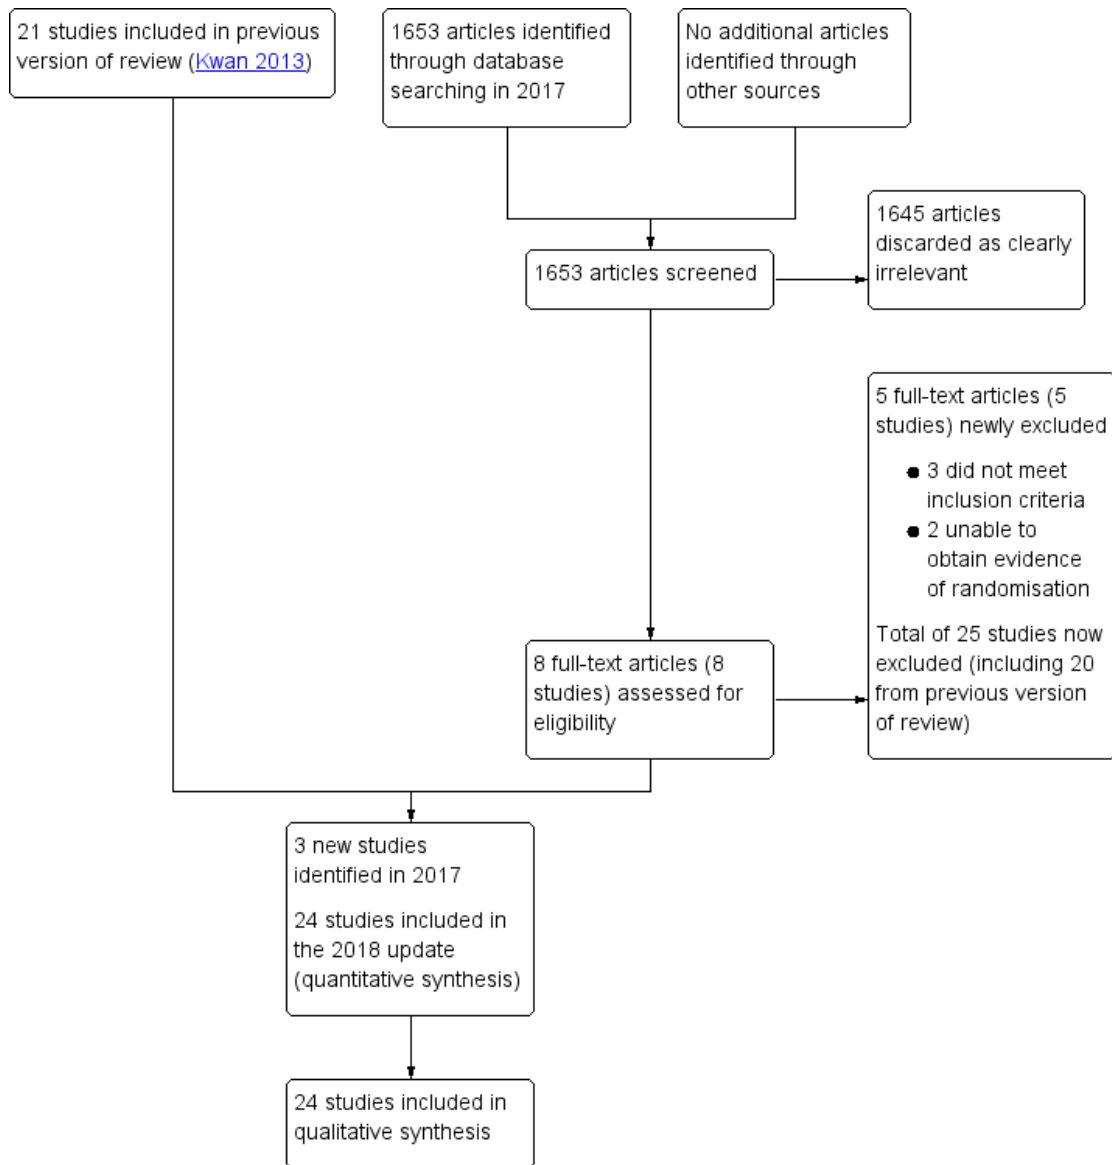 21 studies included in previous
version of review (Kwan 2013)
1653 articles identified
through database
searching in 2017
No additional articles
identified through
other sources
1645 articles
discarded as clearly
irrelevant
1653 articles screened
5 full-text articles (5
studies) newly excluded
● 3 did not meet
inclusion criteria
● 2 unable to
obtain evidence
of randomisation
Total of 25 studies now
excluded (including 20
from previous version
of review)
8 full-text articles (8
studies) assessed for
eligibility
3 new studies
identified in 2017
24 studies included in
the 2018 update
(quantitative synthesis)
24 studies included in
qualitative synthesis